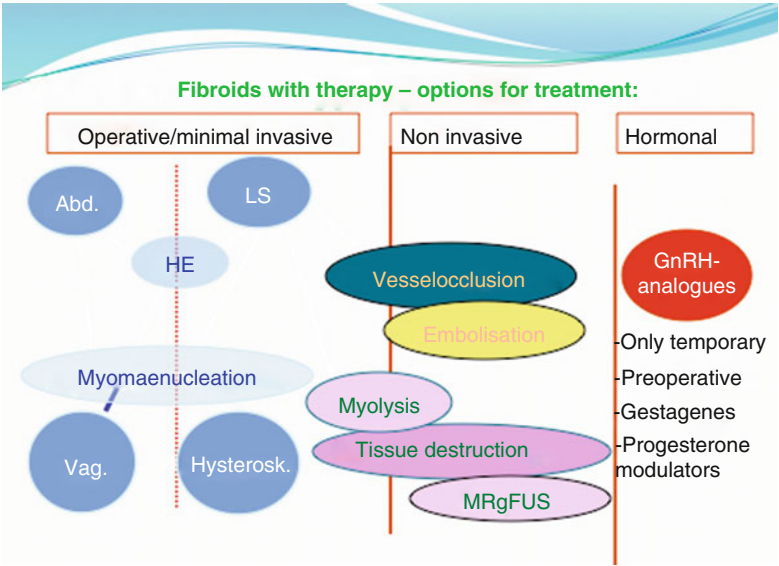 Fibroids with therapy – options for treatment:
Operative/minimal invasive
Non invasive
Hormonal
Abd.
LS
HE
Myomaenucleation
Vag.
Hysterosk.
Vesselocclusion
Embolisation
Myolysis
Tissue destruction
MRgFUS
GnRH-
analogues
-Only temporary
-Preoperative
-Gestagenes
-Progesterone
modulators